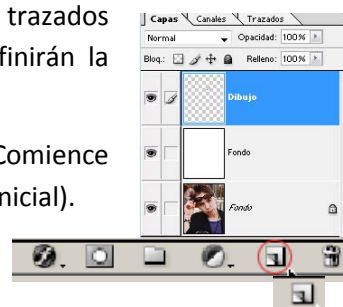 trazados
finirán la
Comience
nicial).
Capas Canales Trazados
Normal Opacidad: 100%
Bloq.: Relleno: 100%
Dibujo
Fondo
Fondo